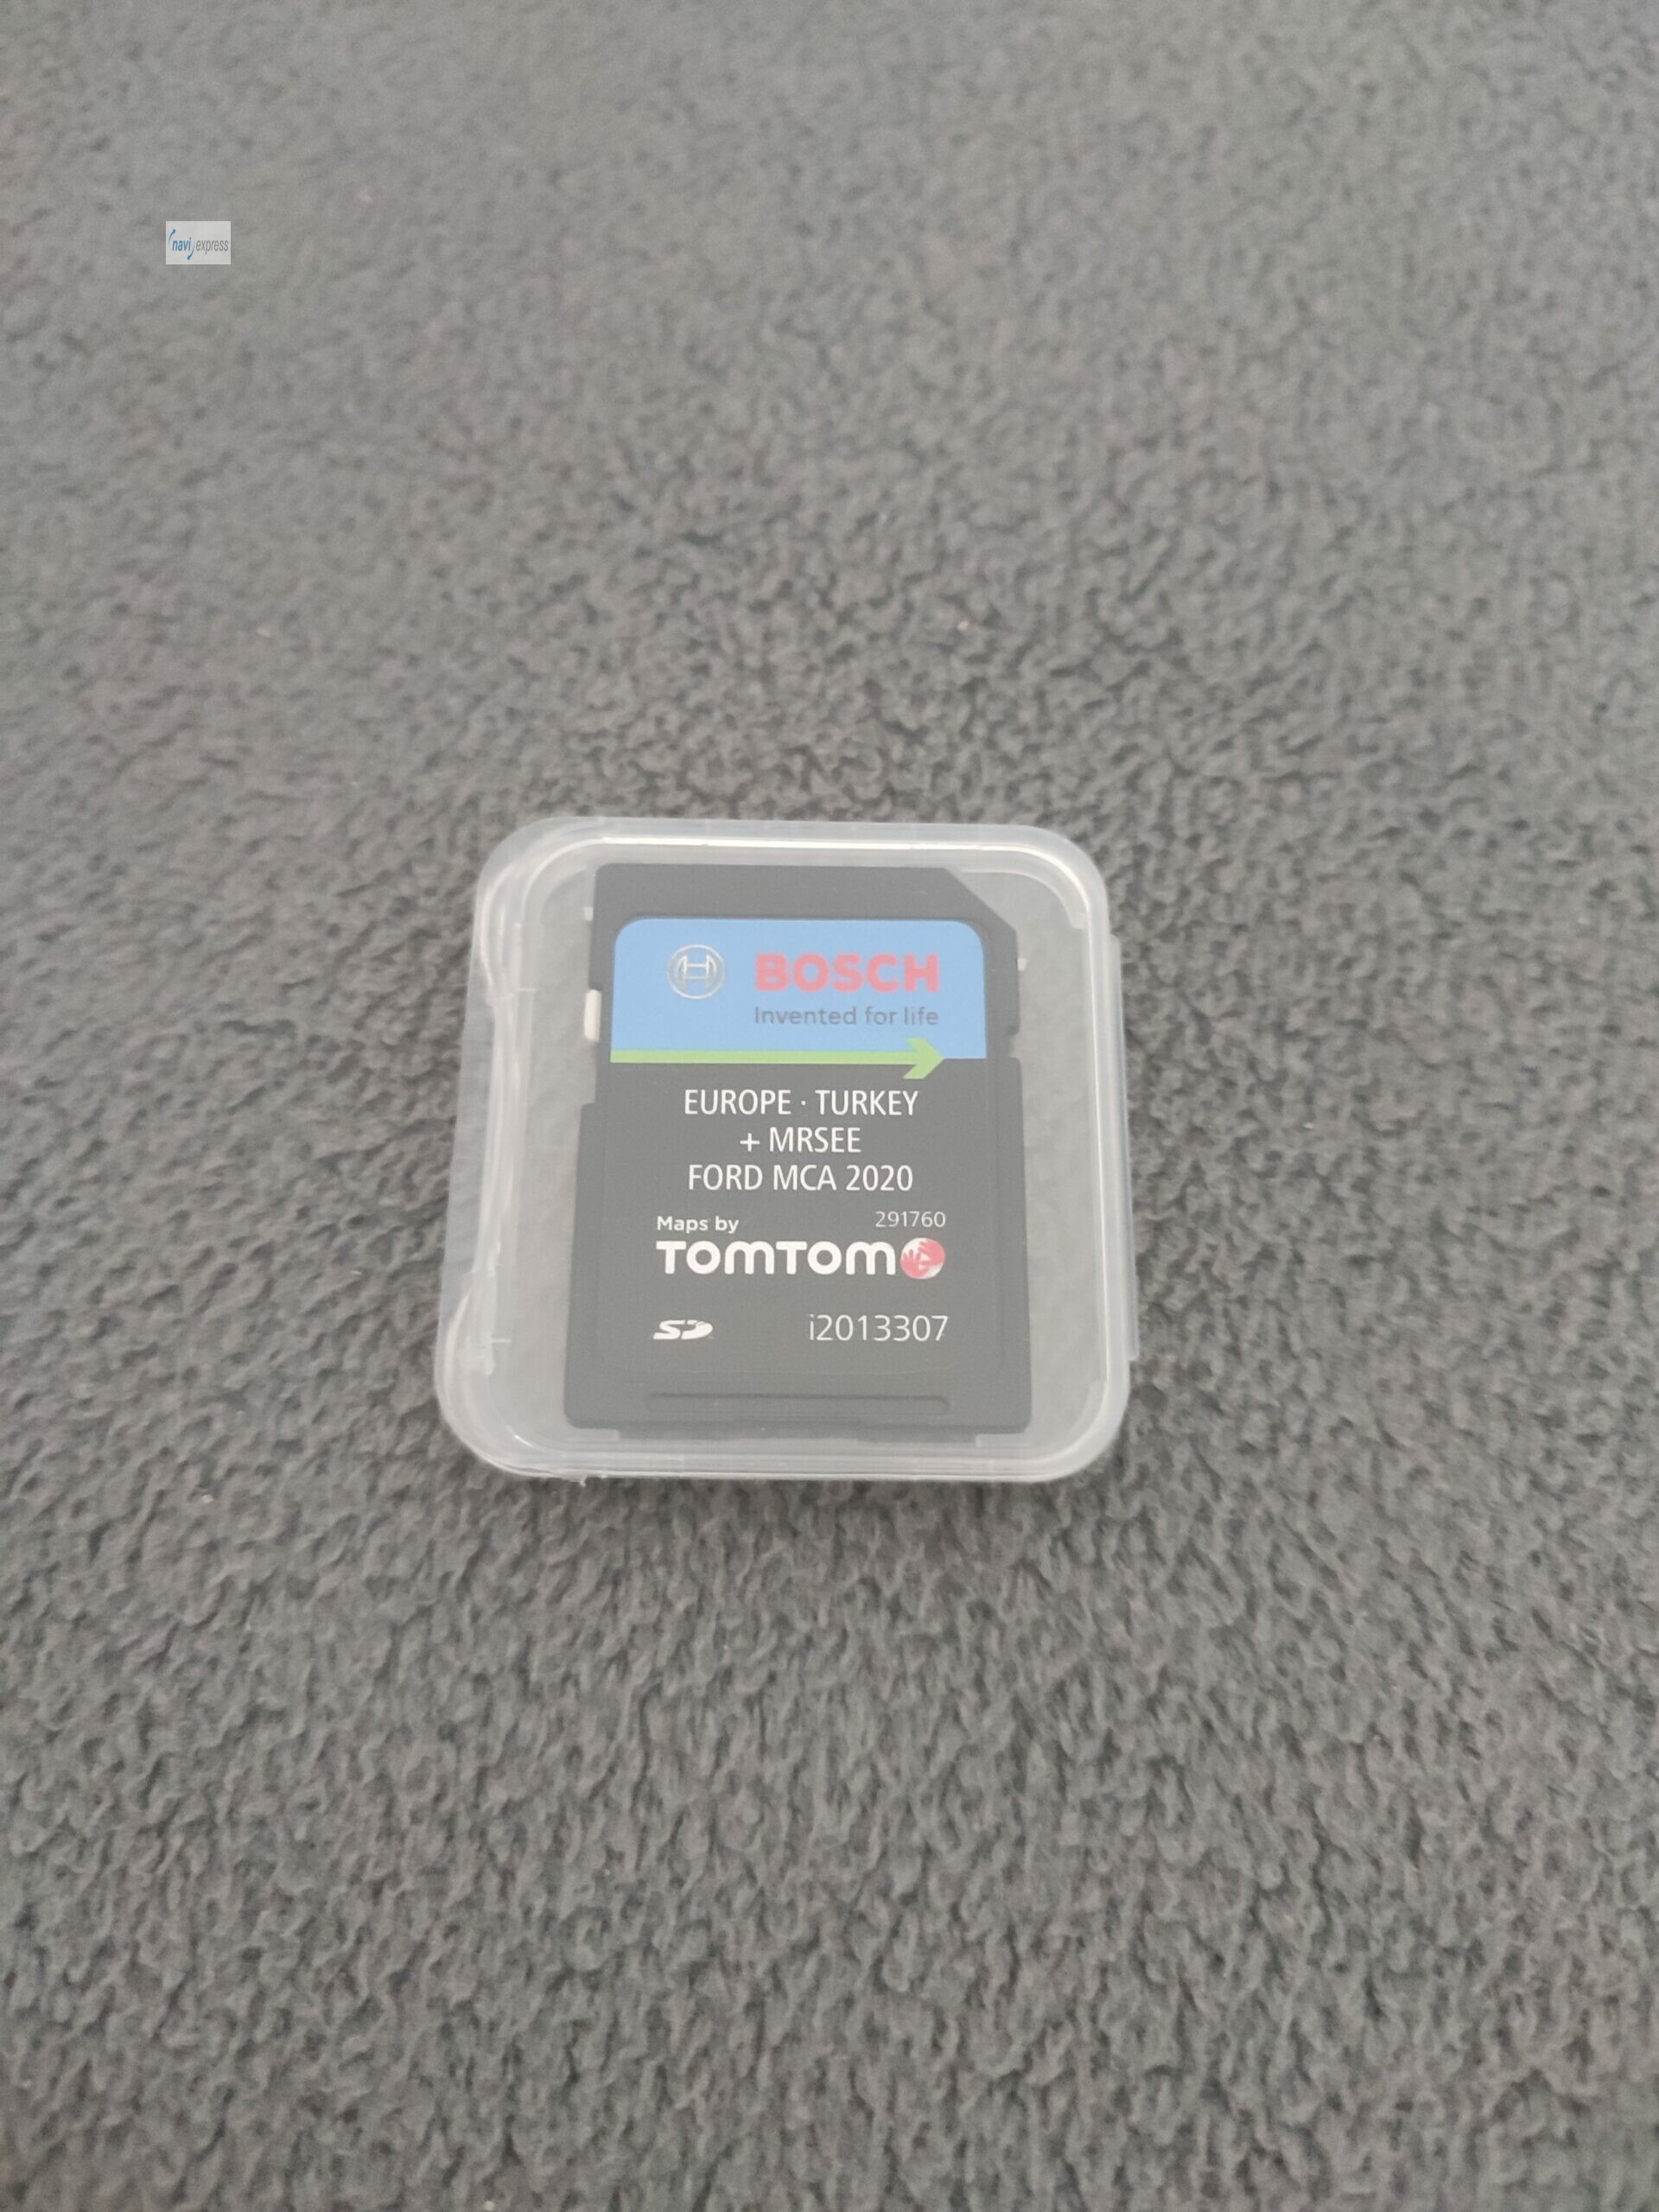 navi express
BOSCH
Invented for life
EUROPE · TURKEY
+ MRSEE
FORD MCA 2020
291760
Maps by
TOMTOM
SD
i2013307